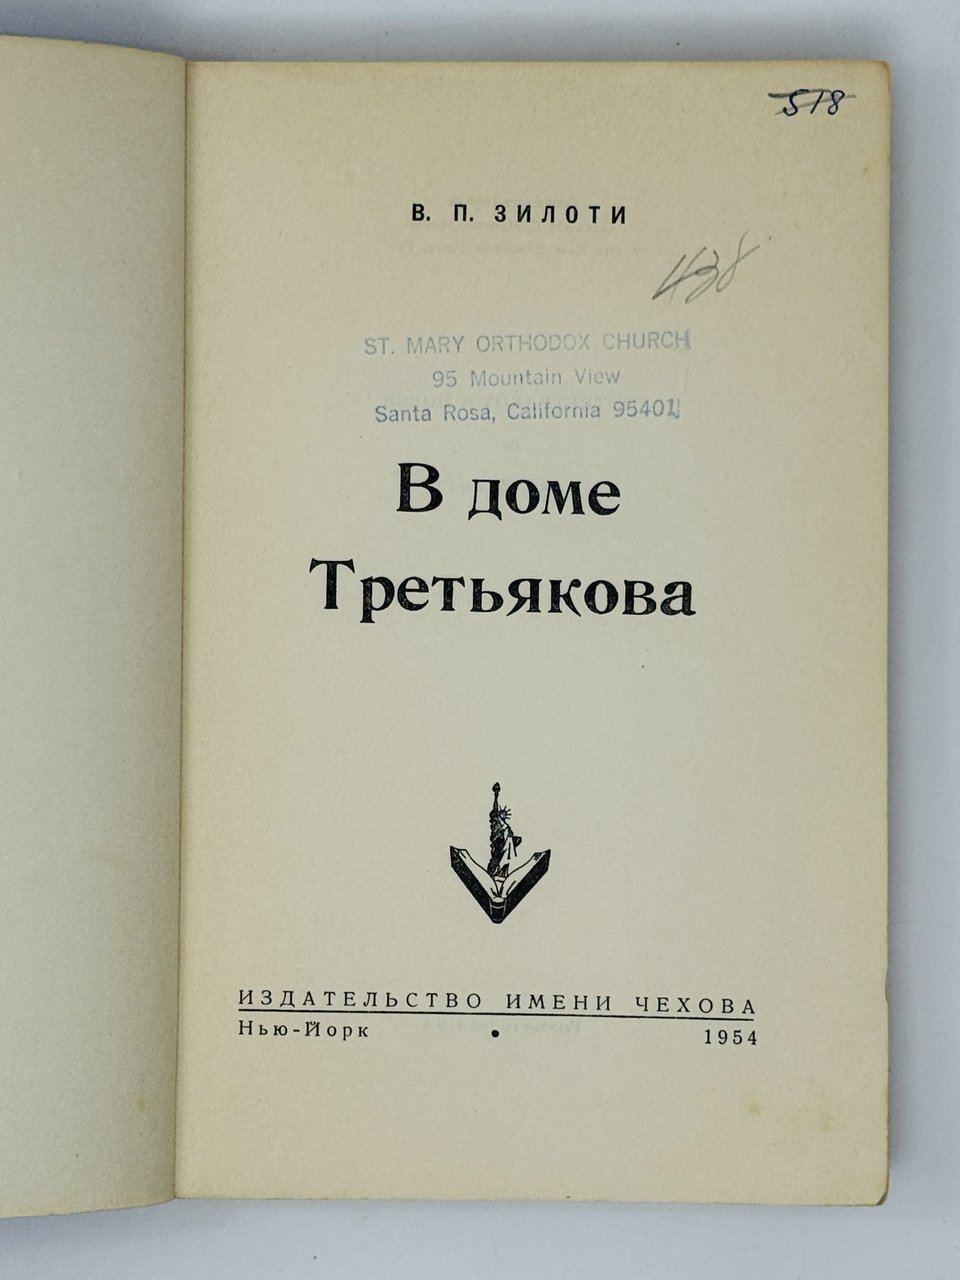 518
В. П. ЗИЛОТИ
438
ST. MARY ORTHODOX CHURCH
95 Mountain View
Santa Rosa, California 95401
В доме
Третьякова
ИЗДАТЕЛЬСТВО ИМЕНИ ЧЕХОВА
Нью-Йорк • 1954